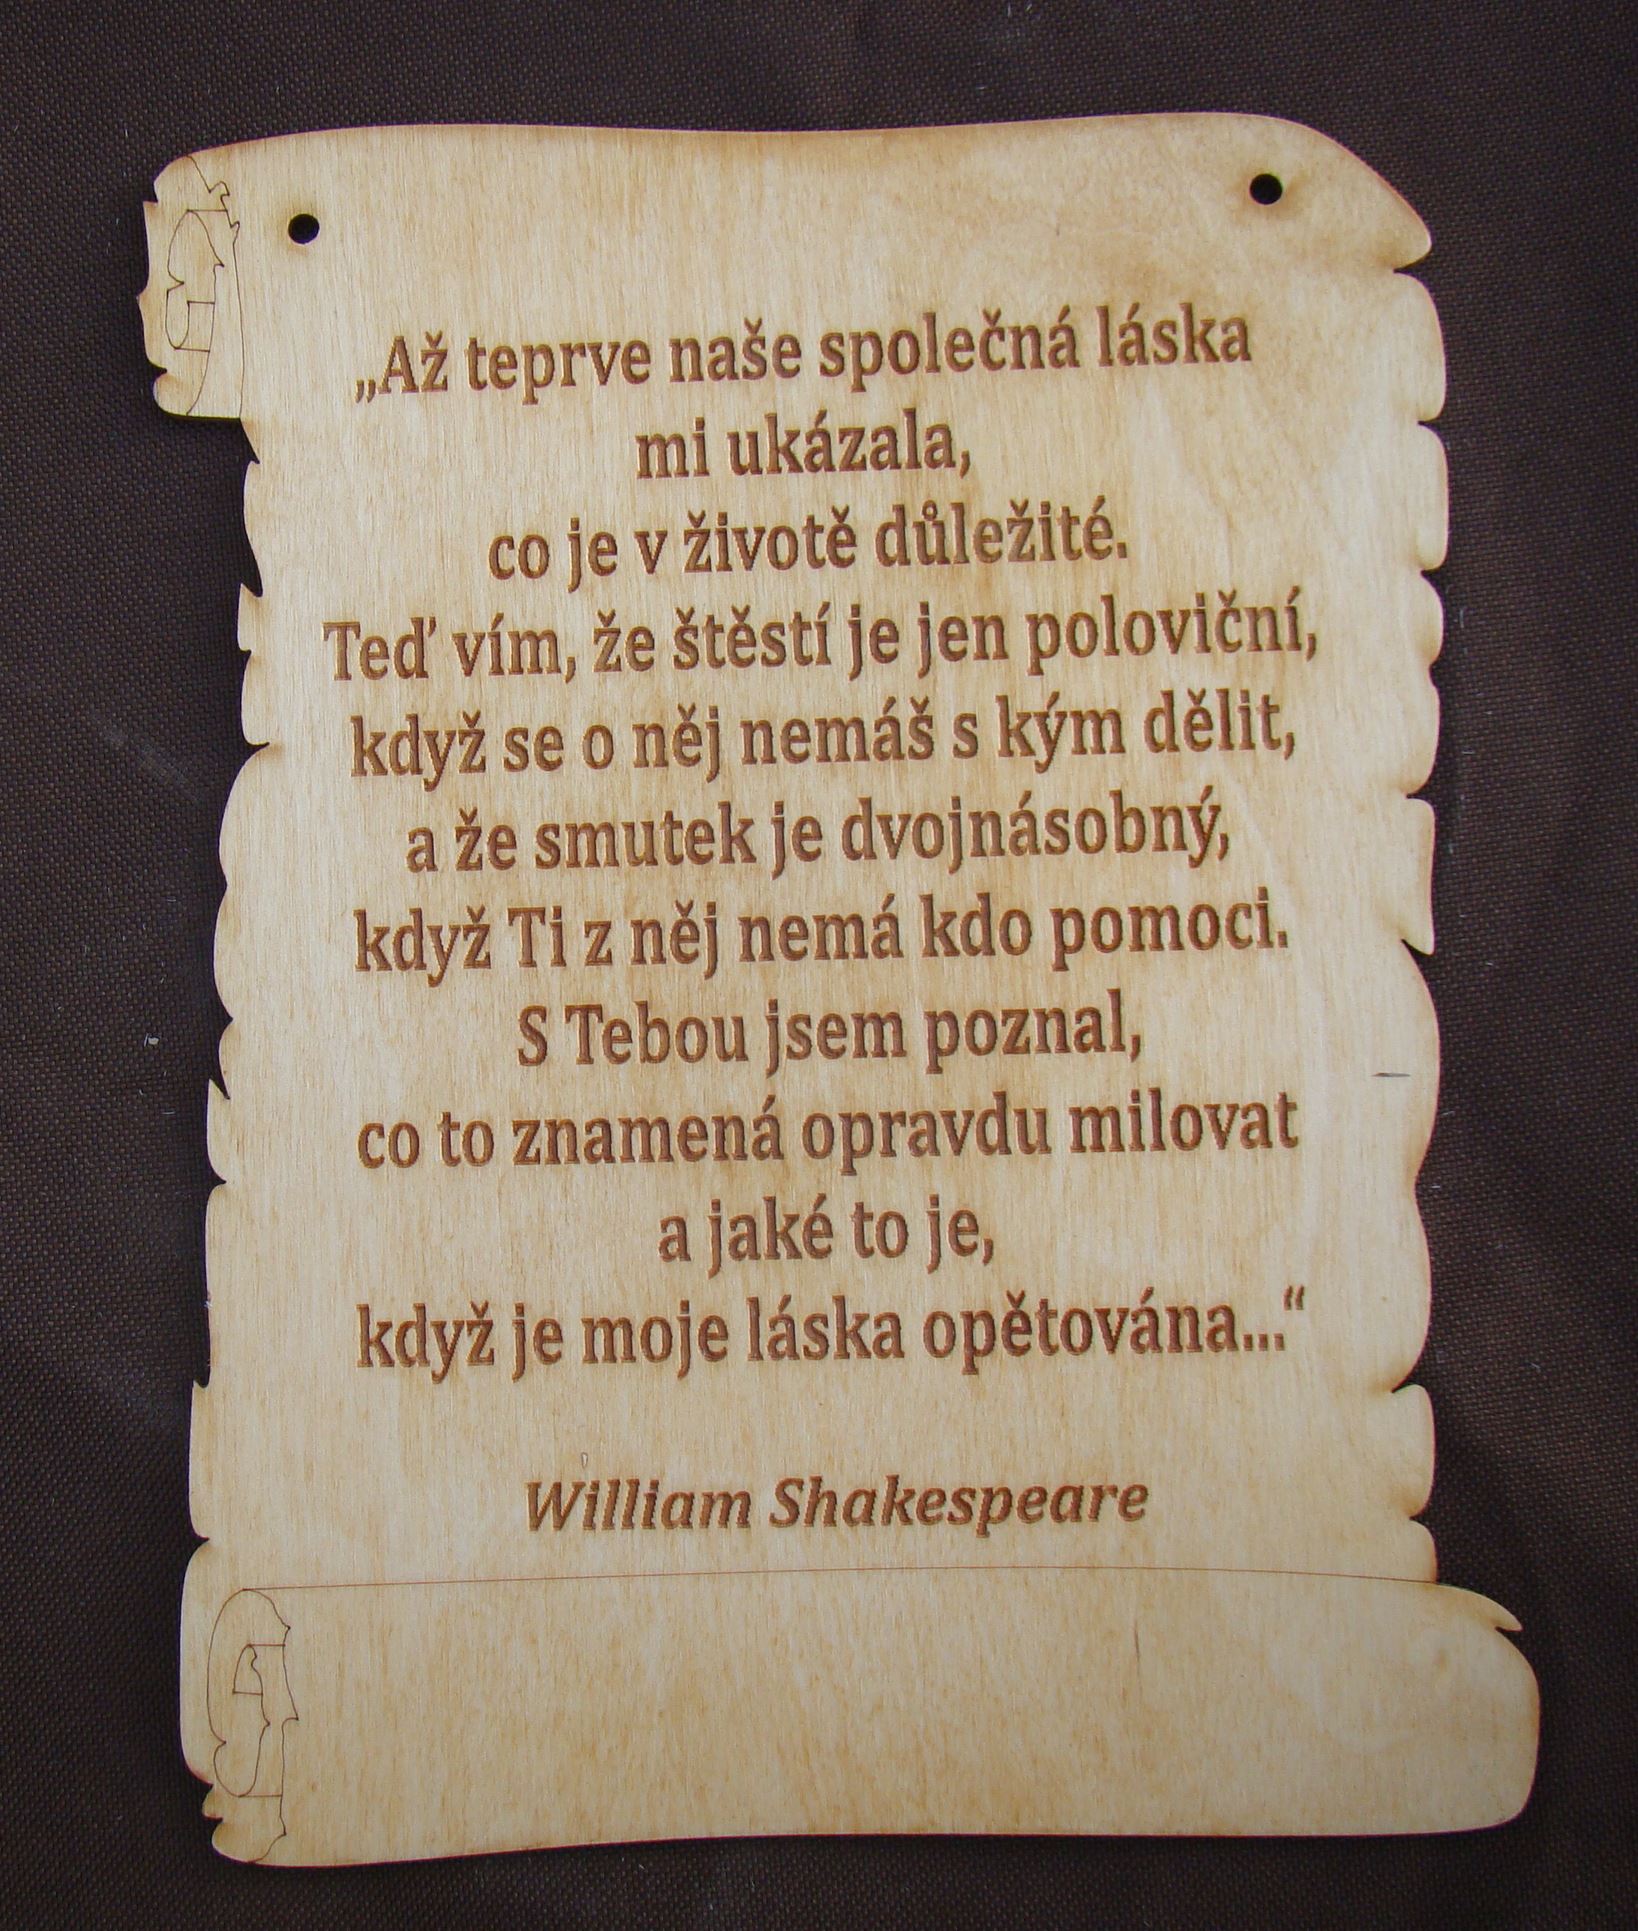 „Až teprve naše společná láska
mi ukázala,
co je v životě důležité.
Teď vím, že štěstí je jen poloviční,
když se o něj nemáš s kým dělit,
a že smutek je dvojnásobný,
když Ti z něj nemá kdo pomoci.
S Tebou jsem poznal,
co to znamená opravdu milovat
a jaké to je,
když je moje láska opětována...“
William Shakespeare